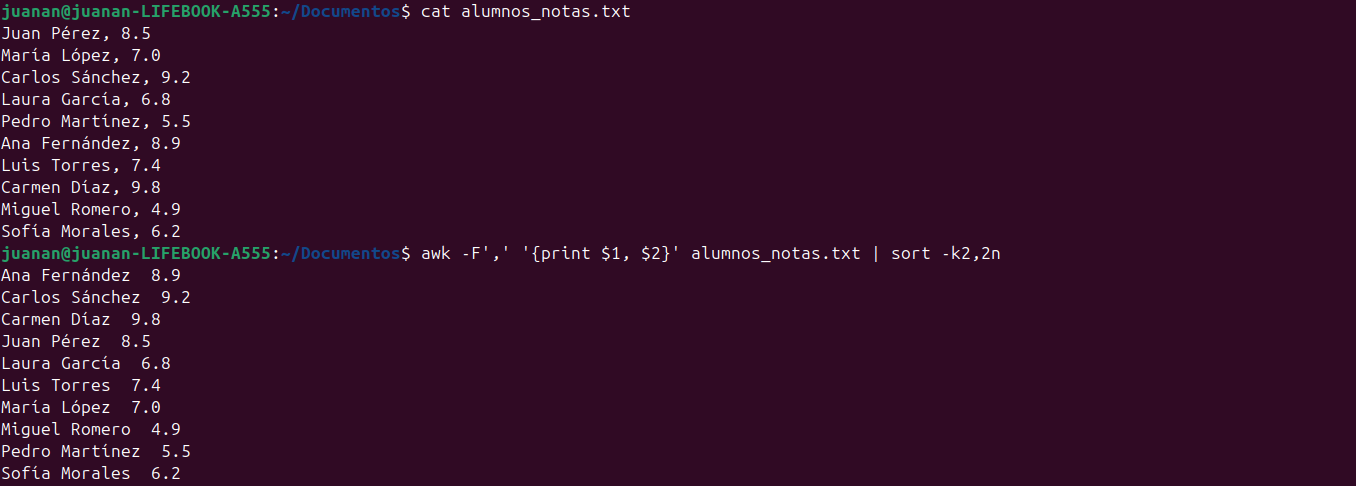 juanan@juanan-LIFEBOOK-A555:~/Documentos$ cat alumnos_notas.txt
Juan Pérez, 8.5
María López, 7.0
Carlos Sánchez, 9.2
Laura García, 6.8
Pedro Martínez, 5.5
Ana Fernández, 8.9
Luis Torres, 7.4
Carmen Díaz, 9.8
Miguel Romero, 4.9
Sofía Morales, 6.2
juanan@juanan-LIFEBOOK-A555:~/Documentos$ awk -F',' '{print $1, $2}' alumnos_notas.txt | sort -k2,2n
Ana Fernández  8.9
Carlos Sánchez  9.2
Carmen Díaz  9.8
Juan Pérez  8.5
Laura García  6.8
Luis Torres  7.4
María López  7.0
Miguel Romero  4.9
Pedro Martínez  5.5
Sofía Morales  6.2